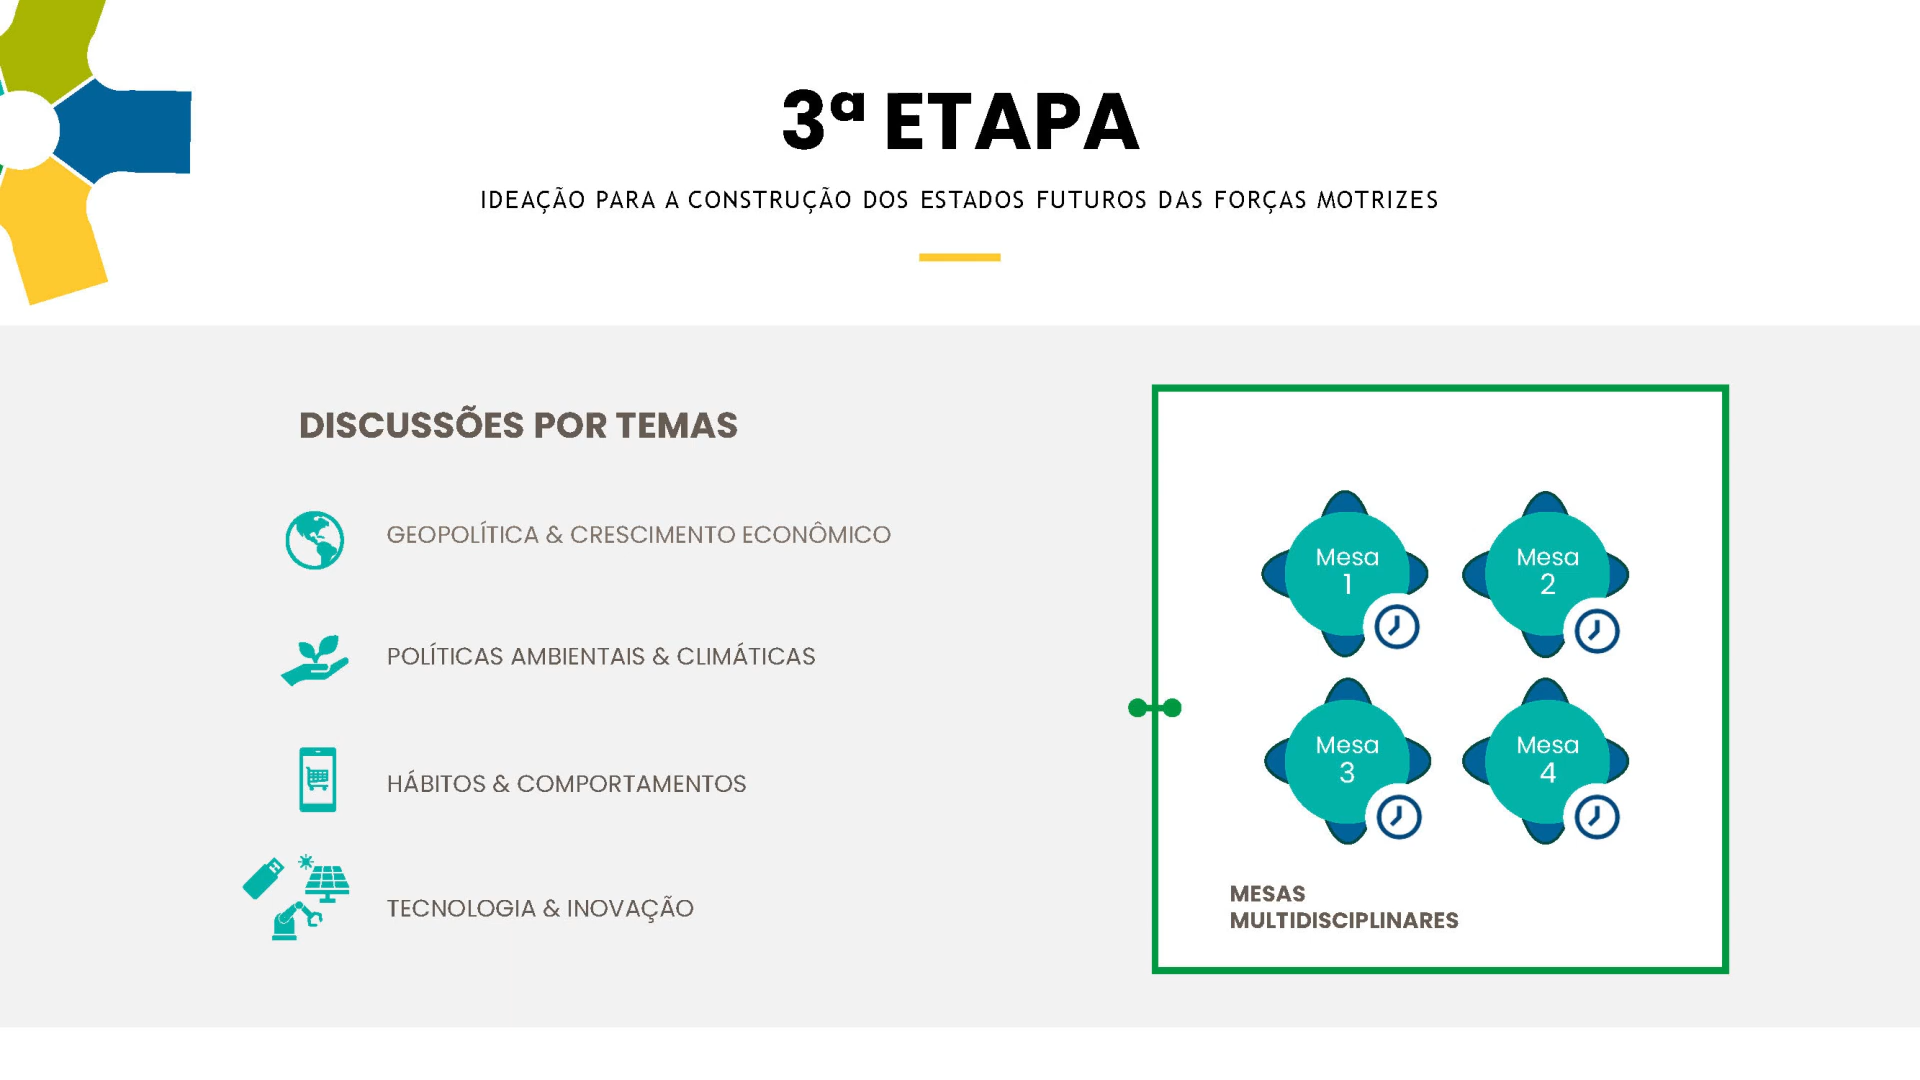 3ª ETAPA
IDEAÇÃO PARA A CONSTRUÇÃO DOS ESTADOS FUTUROS DAS FORÇAS MOTRIZES
DISCUSSÕES POR TEMAS
GEOPOLÍTICA & CRESCIMENTO ECONÔMICO
POLÍTICAS AMBIENTAIS & CLIMÁTICAS
HÁBITOS & COMPORTAMENTOS
TECNOLOGIA & INOVAÇÃO
Mesa
1
Mesa
2
Mesa
3
Mesa
4
MESAS
MULTIDISCIPLINARES